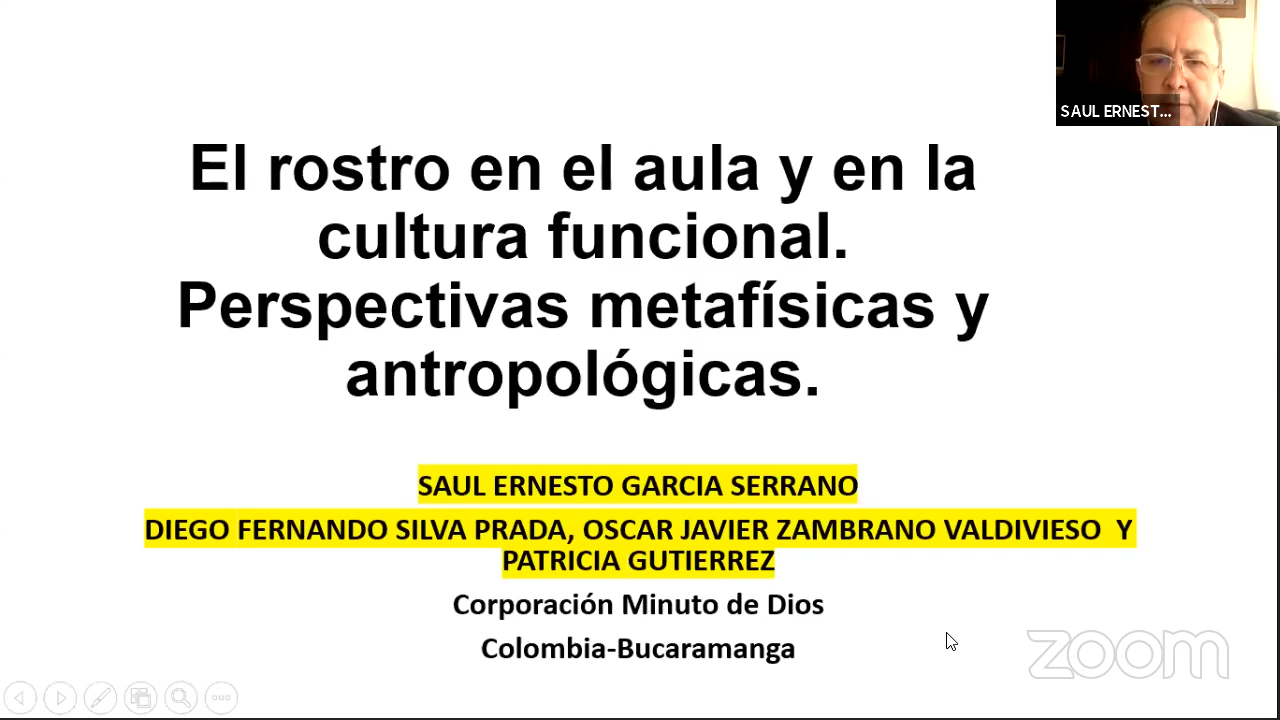 SAUL ERNEST...
El rostro en el aula y en la
cultura funcional.
Perspectivas metafísicas y
antropológicas.
SAUL ERNESTO GARCIA SERRANO
DIEGO FERNANDO SILVA PRADA, OSCAR JAVIER ZAMBRANO VALDIVIESO Y
PATRICIA GUTIERREZ
Corporación Minuto de Dios
Colombia-Bucaramanga
zoom